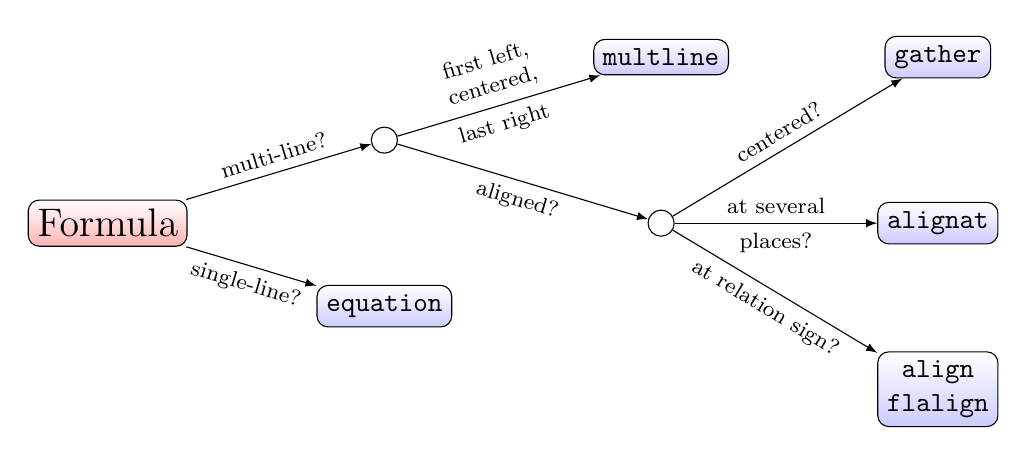 Formula
multi-line?
single-line?
equation
first left,
centered,
last right
multline
aligned?
centered?
gather
at several
places?
alignat
at relation sign?
align
flalign